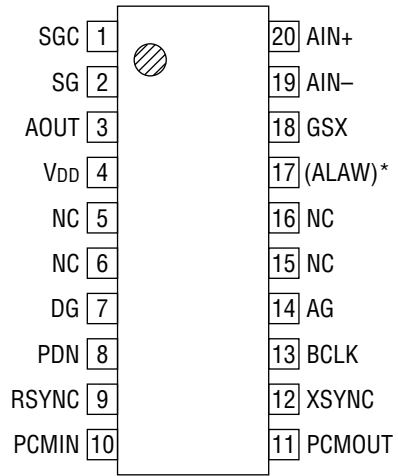 SGC 1 20 AIN+
SG 2 19 AIN–
AOUT 3 18 GSX
VDD 4 17 (ALAW)*
NC 5 16 NC
NC 6 15 NC
DG 7 14 AG
PDN 8 13 BCLK
RSYNC 9 12 XSYNC
PCMIN 10 11 PCMOUT